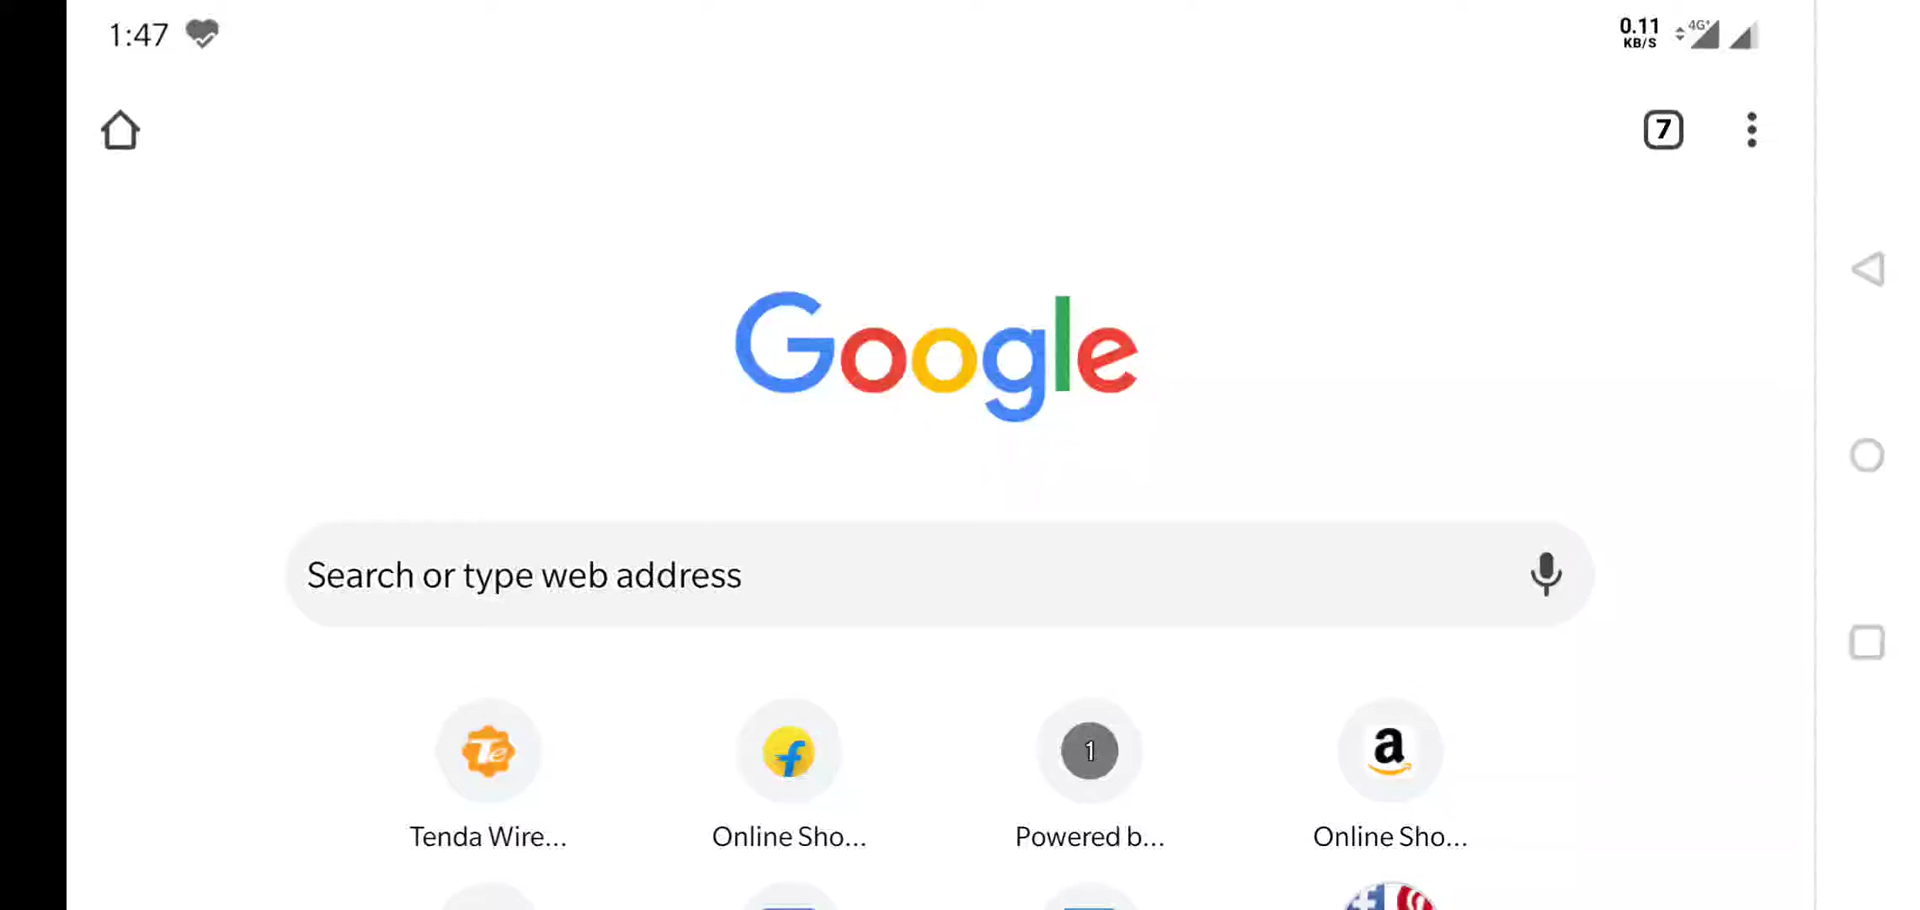 1:47
0.11
KB/S
4G+
7
Google
Search or type web address
Te
f
1
a
Tenda Wire...
Online Sho...
Powered b...
Online Sho...